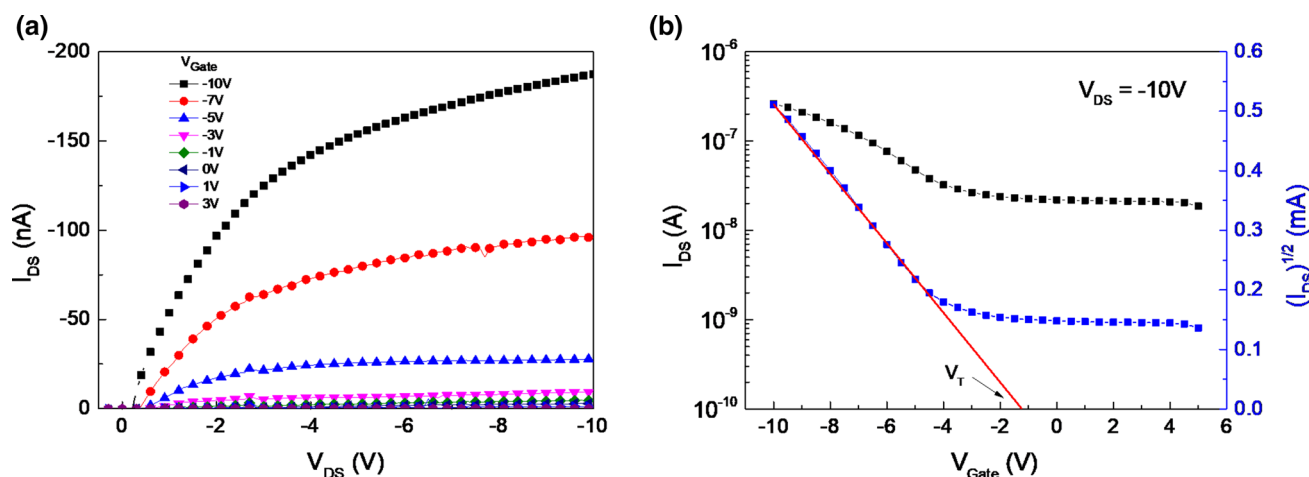 (a)
-200
-150
-100
-50
0
I_DS (nA)
V_Gate
-10V
-7V
-5V
-3V
-1V
0V
1V
3V
0 -2 -4 -6 -8 -10
V_DS (V)
(b)
10^-6
10^-7
10^-8
10^-9
10^-10
I_DS (A)
V_DS = -10V
V_T
0.6
0.5
0.4
0.3
0.2
0.1
0.0
(I_DS)^1/2 (mA)
-10 -8 -6 -4 -2 0 2 4 6
V_Gate (V)